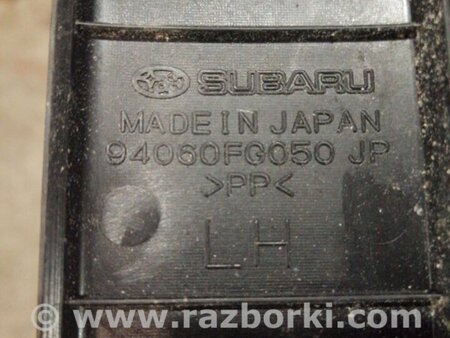 SUBARU
MADE IN JAPAN
94060FG050 JP
>PP<
LH
www.razborki.com